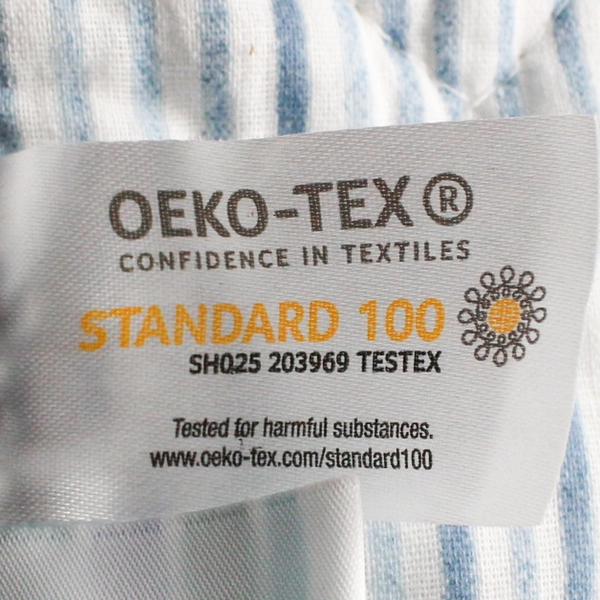 OEKO-TEX®
CONFIDENCE IN TEXTILES
STANDARD 100
SH025 203969 TESTEX
Tested for harmful substances.
www.oeko-tex.com/standard100